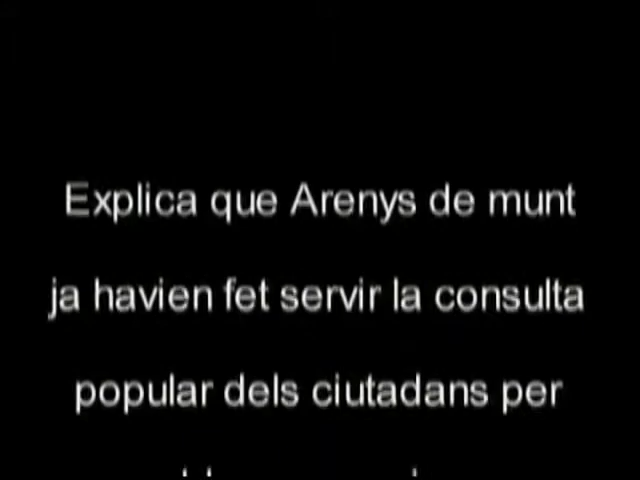 Explica que Arenys de munt
ja havien fet servir la consulta
popular dels ciutadans per